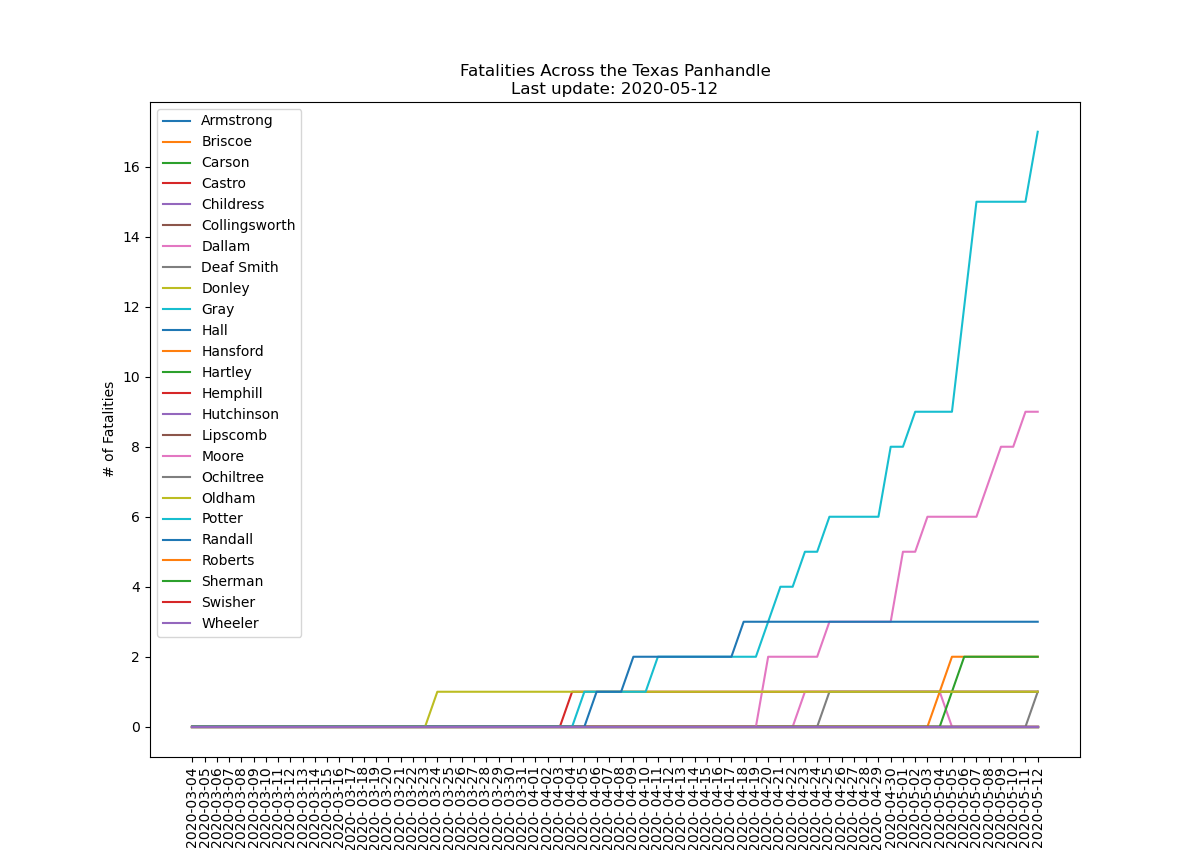 Fatalities Across the Texas Panhandle
Last update: 2020-05-12
Armstrong
Briscoe
Carson
Castro
Childress
Collingsworth
Dallam
Deaf Smith
Donley
Gray
Hall
Hansford
Hartley
Hemphill
Hutchinson
Lipscomb
Moore
Ochiltree
Oldham
Potter
Randall
Roberts
Sherman
Swisher
Wheeler
# of Fatalities
16
14
12
10
8
6
4
2
0
2020-03-04
2020-03-05
2020-03-06
2020-03-07
2020-03-08
2020-03-09
2020-03-10
2020-03-11
2020-03-12
2020-03-13
2020-03-14
2020-03-15
2020-03-16
2020- 03-17
2020- 03-18
2020- 03-19
2020- 03-20
2020- 03-21
2020- 03-22
2020- 03-23
2020- 03-24
2020-03-25
2020-03-26
2020-03-27
2020-03-28
2020-03-29
2020-03-30
2020-03-31
2020-04-01
2020-04-02
2020-04-03
2020- 04-04
2020- 04-05
2020- 04-06
2020- 04-07
2020- 04-08
2020- 04-09
2020- 04-10
2020- 04-11
2020- 04-12
2020- 04-13
2020- 04-14
2020- 04-15
2020- 04-16
2020- 04-17
2020- 04-18
2020- 04-19
2020- 04-20
2020- 04-21
2020- 04-22
2020- 04-23
2020- 04-24
2020- 04-25
2020- 04-26
2020- 04-27
2020- 04-28
2020- 04-29
2020-04-30
2020-05-01
2020-05-02
2020-05-03
2020-05-04
2020-05-05
2020-05-06
2020-05-07
2020-05-08
2020-05-09
2020-05-10
2020-05-11
2020-05-12